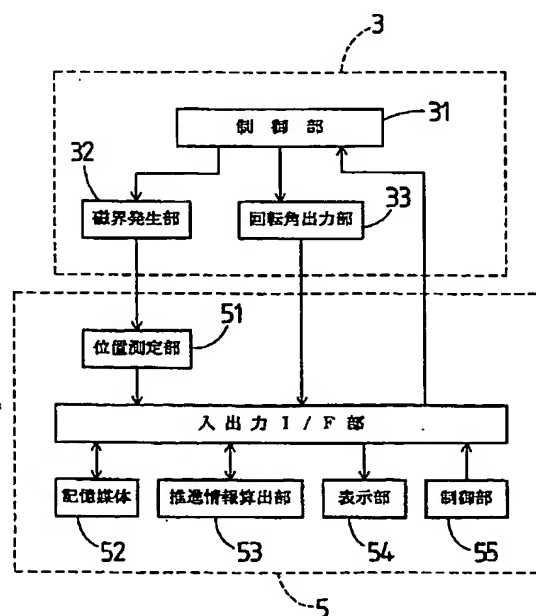 3
制御部
31
32
磁界発生部
回転角出力部
33
位置測定部
51
入出力I/F部
記憶媒体
推進情報算出部
表示部
制御部
52
53
54
55
5